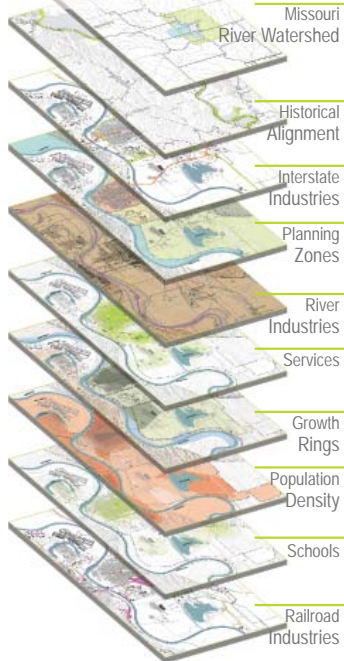 Missouri
River Watershed
Historical
Alignment
Interstate
Industries
Planning
Zones
River
Industries
Services
Growth
Rings
Population
Density
Schools
Railroad
Industries